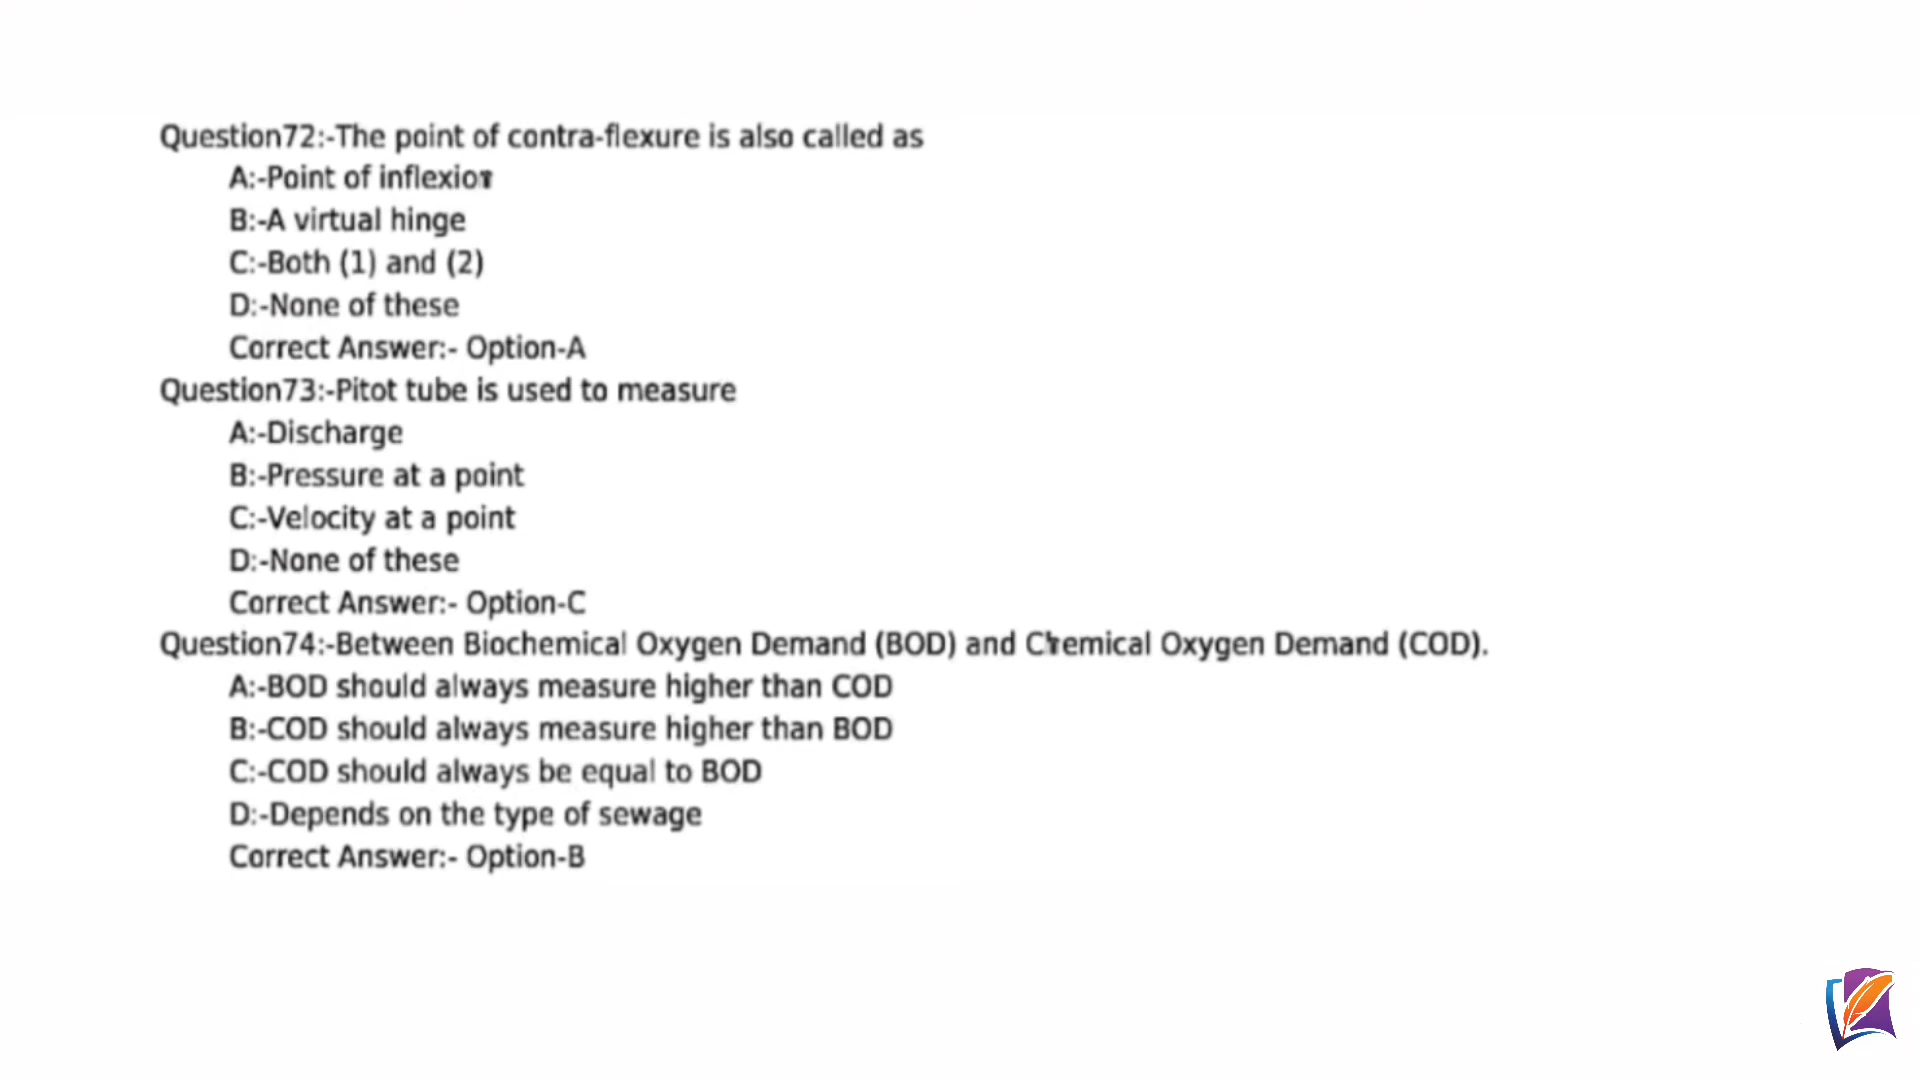 Question72:-The point of contra-flexure is also called as
A:-Point of inflexion
B:-A virtual hinge
C:-Both (1) and (2)
D:-None of these
Correct Answer:- Option-A
Question73:-Pitot tube is used to measure
A:-Discharge
B:-Pressure at a point
C:-Velocity at a point
D:-None of these
Correct Answer:- Option-C
Question74:-Between Biochemical Oxygen Demand (BOD) and Chemical Oxygen Demand (COD).
A:-BOD should always measure higher than COD
B:-COD should always measure higher than BOD
C:-COD should always be equal to BOD
D:-Depends on the type of sewage
Correct Answer:- Option-B